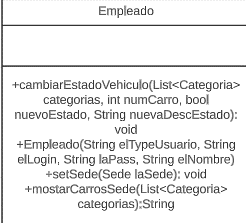 Empleado
+cambiarEstadoVehiculo(List<Categoria>
categorias, int numCarro, bool
nuevoEstado, String nuevaDescEstado):
void
+Empleado(String elTypeUsuario, String
elLogin, String laPass, String elNombre)
+setSede(Sede laSede): void
+mostarCarrosSede(List<Categoria>
categorias):String